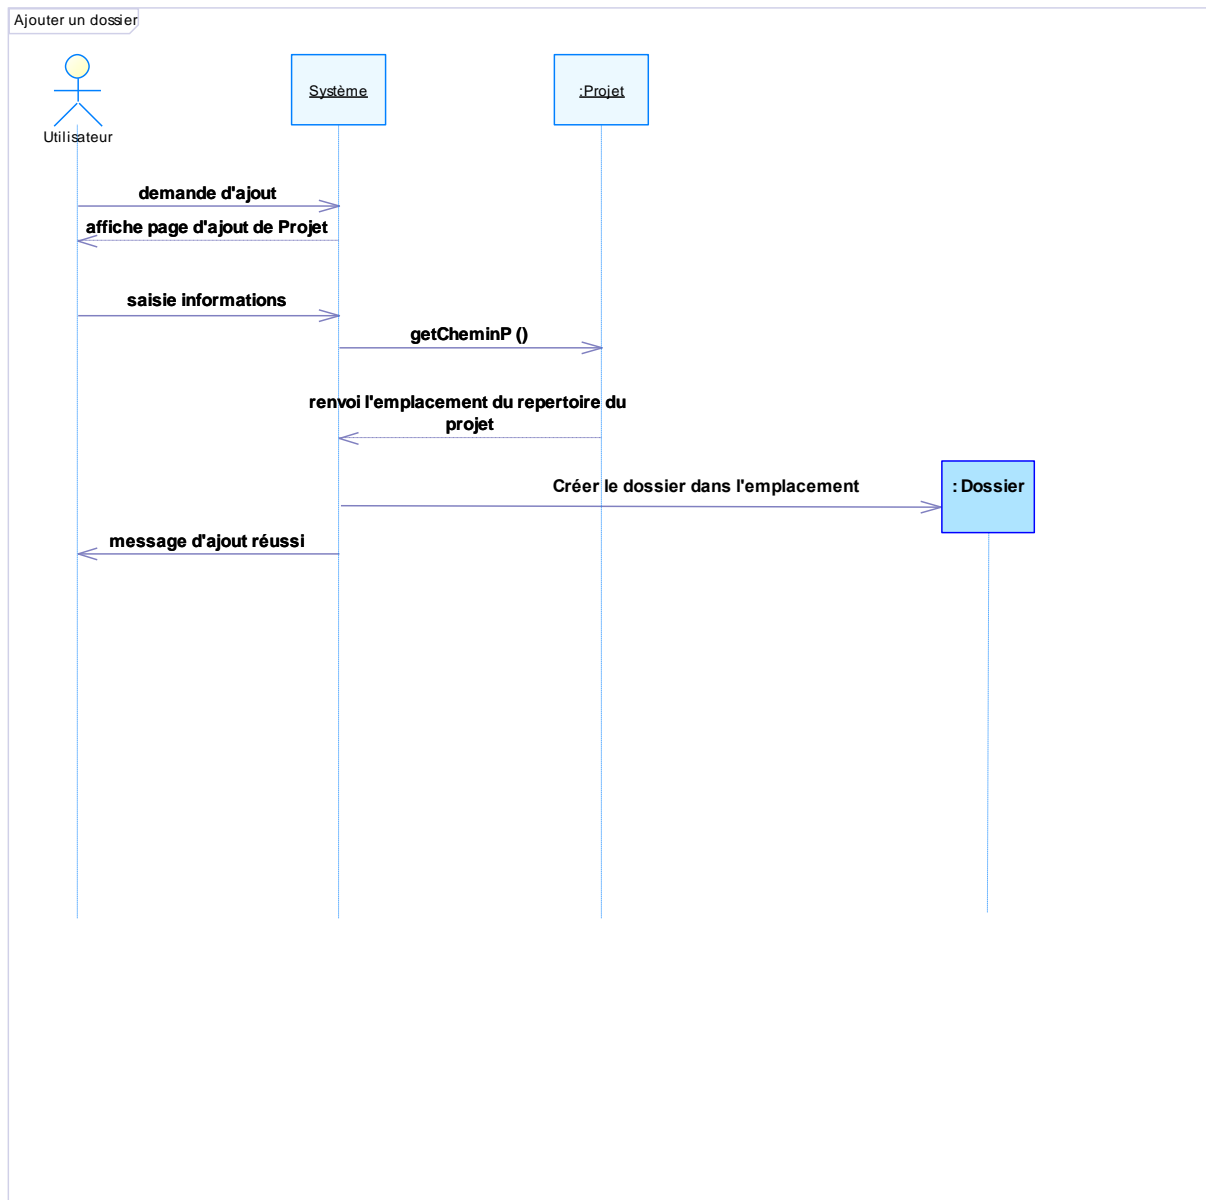 Ajouter un dossier
Système
:Projet
Utilisateur
demande d'ajout
affiche page d'ajout de Projet
saisie informations
getCheminP ()
renvoi l'emplacement du repertoire du
projet
Créer le dossier dans l'emplacement
: Dossier
message d'ajout réussi